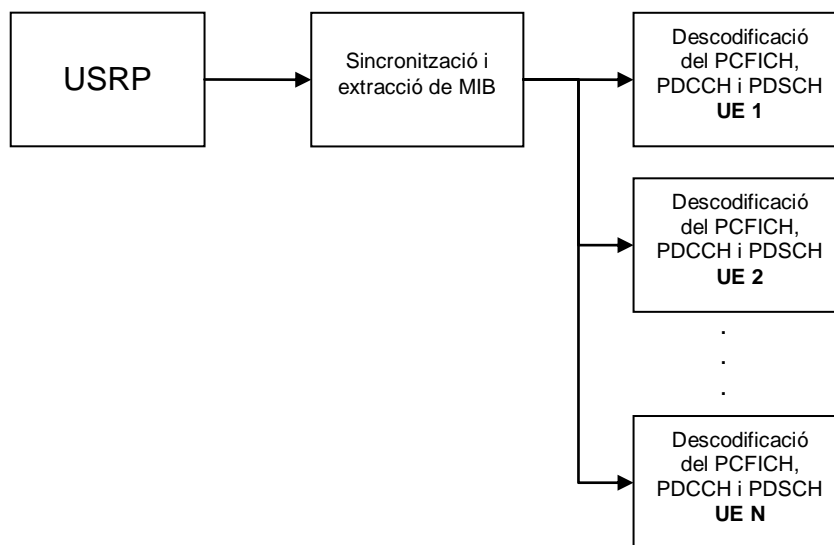 USRP
Sincronització i
extracció de MIB
Descodificació
del PCFICH,
PDCCH i PDSCH
UE 1
Descodificació
del PCFICH,
PDCCH i PDSCH
UE 2
.
.
.
Descodificació
del PCFICH,
PDCCH i PDSCH
UE N